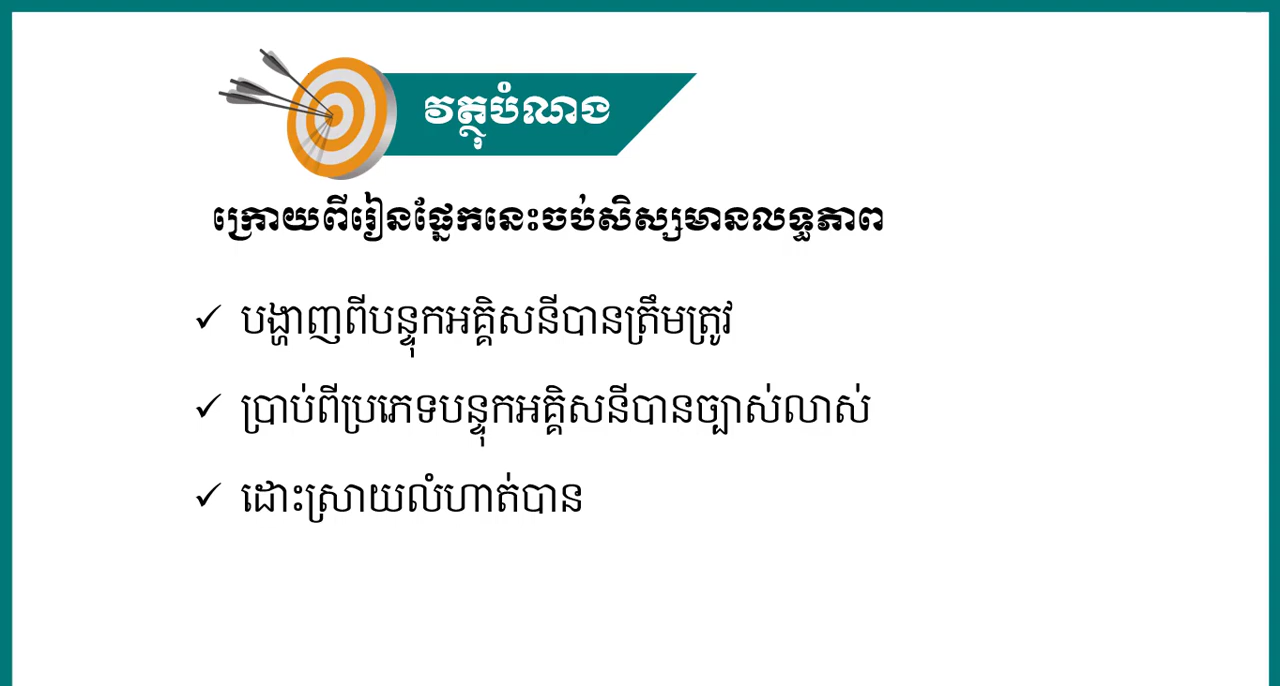 វត្ថុបំណង
ក្រោយពីរៀនផ្នែកនេះចប់សិស្សមានលទ្ធភាព
បង្ហាញពីបន្ទុកអគ្គិសនីបានត្រឹមត្រូវ
ប្រាប់ពីប្រភេទបន្ទុកអគ្គិសនីបានច្បាស់លាស់
ដោះស្រាយលំហាត់បាន